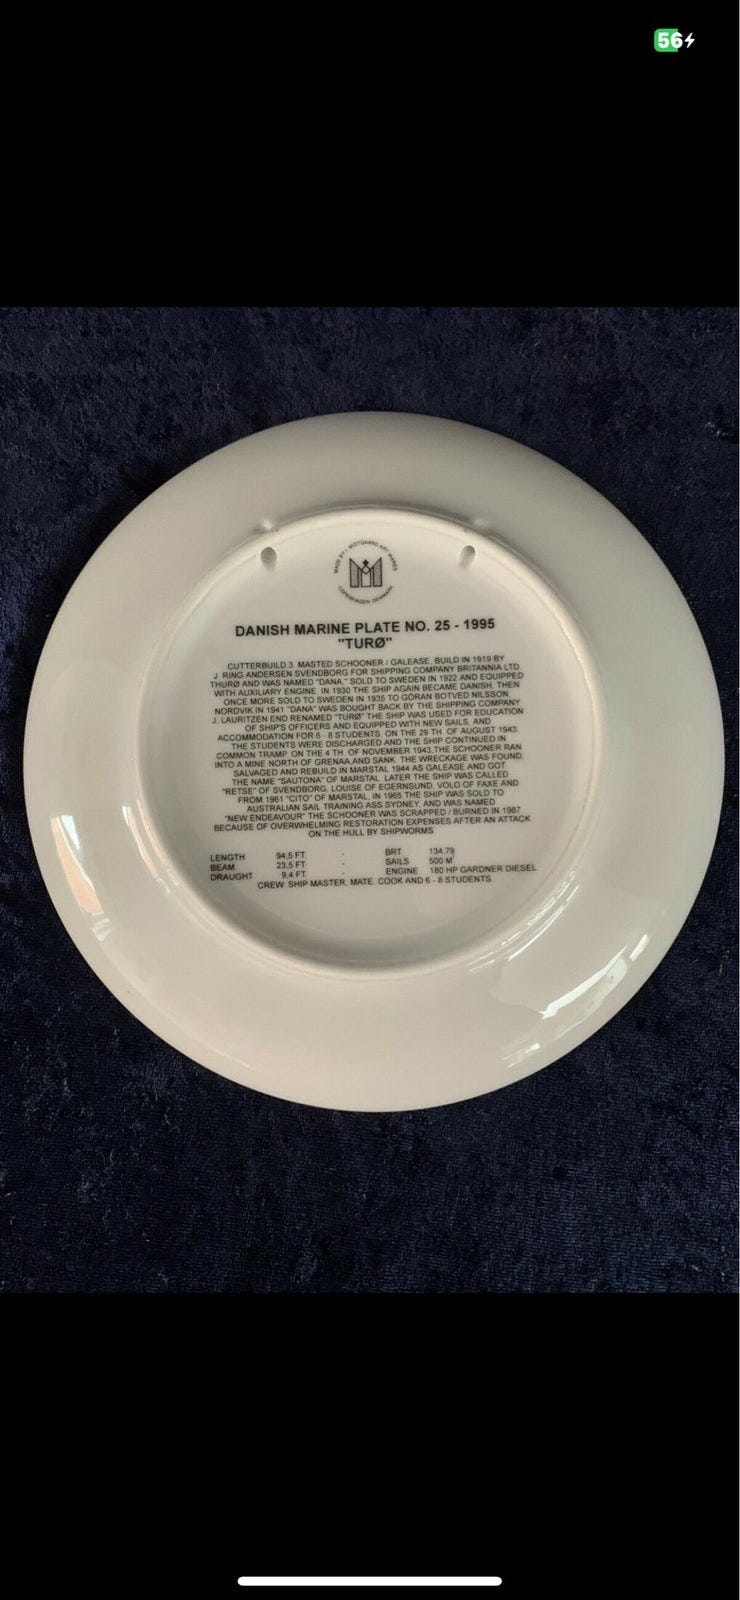 56
MADE BY: MIDTGAARD ART WARES
COPENHAGEN DENMARK
DANISH MARINE PLATE NO. 25 - 1995
"TURØ"
CUTTERBUILD 3 MASTED SCHOONER / GALEASE, BUILD IN 1919 BY
J. RING ANDERSEN SVENDBORG FOR SHIPPING COMPANY BRITANNIA LTD
THURØ AND WAS NAMED "DANA," SOLD TO SWEDEN IN 1922 AND EQUIPPED
WITH AUXILIARY ENGINE. IN 1930 THE SHIP AGAIN BECAME DANISH, THEN
ONCE MORE SOLD TO SWEDEN IN 1935 TO GÖRAN BOTVED NILSSON,
NORDVIK IN 1941 "DANA" WAS BOUGHT BACK BY THE SHIPPING COMPANY
J. LAURITZEN END RENAMED "TURØ" THE SHIP WAS USED FOR EDUCATION
OF SHIP'S OFFICERS AND EQUIPPED WITH NEW SAILS, AND
ACCOMMODATION FOR 6 - 8 STUDENTS. ON THE 29 TH OF AUGUST 1943.
THE STUDENTS WERE DISCHARGED AND THE SHIP CONTINUED IN
COMMON TRAMP. ON THE 4 TH OF NOVEMBER 1943,THE SCHOONER RAN
INTO A MINE NORTH OF GRENAA,AND SANK. THE WRECKAGE WAS FOUND,
SALVAGED AND REBUILD IN MARSTAL 1944 AS GALEASE AND GOT
THE NAME "SAUTONA" OF MARSTAL. LATER THE SHIP WAS CALLED
"RETSE" OF SVENDBORG, LOUISE OF EGERNSUND, VOLO OF FAXE AND
FROM 1961 "CITO" OF MARSTAL, IN 1965 THE SHIP WAS SOLD TO
AUSTRALIAN SAIL TRAINING ASS SYDNEY, AND WAS NAMED
"NEW ENDEAVOUR" THE SCHOONER WAS SCRAPPED / BURNED IN 1987
BECAUSE OF OVERWHELMING RESTORATION EXPENSES AFTER AN ATTACK
ON THE HULL BY SHIPWORMS
LENGTH 94,5 FT - BRT 134.79
BEAM 23,5 FT - SAILS 500 M²
DRAUGHT 9,4 FT - ENGINE 180 HP GARDNER DIESEL
CREW SHIP MASTER, MATE, COOK AND 6 - 8 STUDENTS